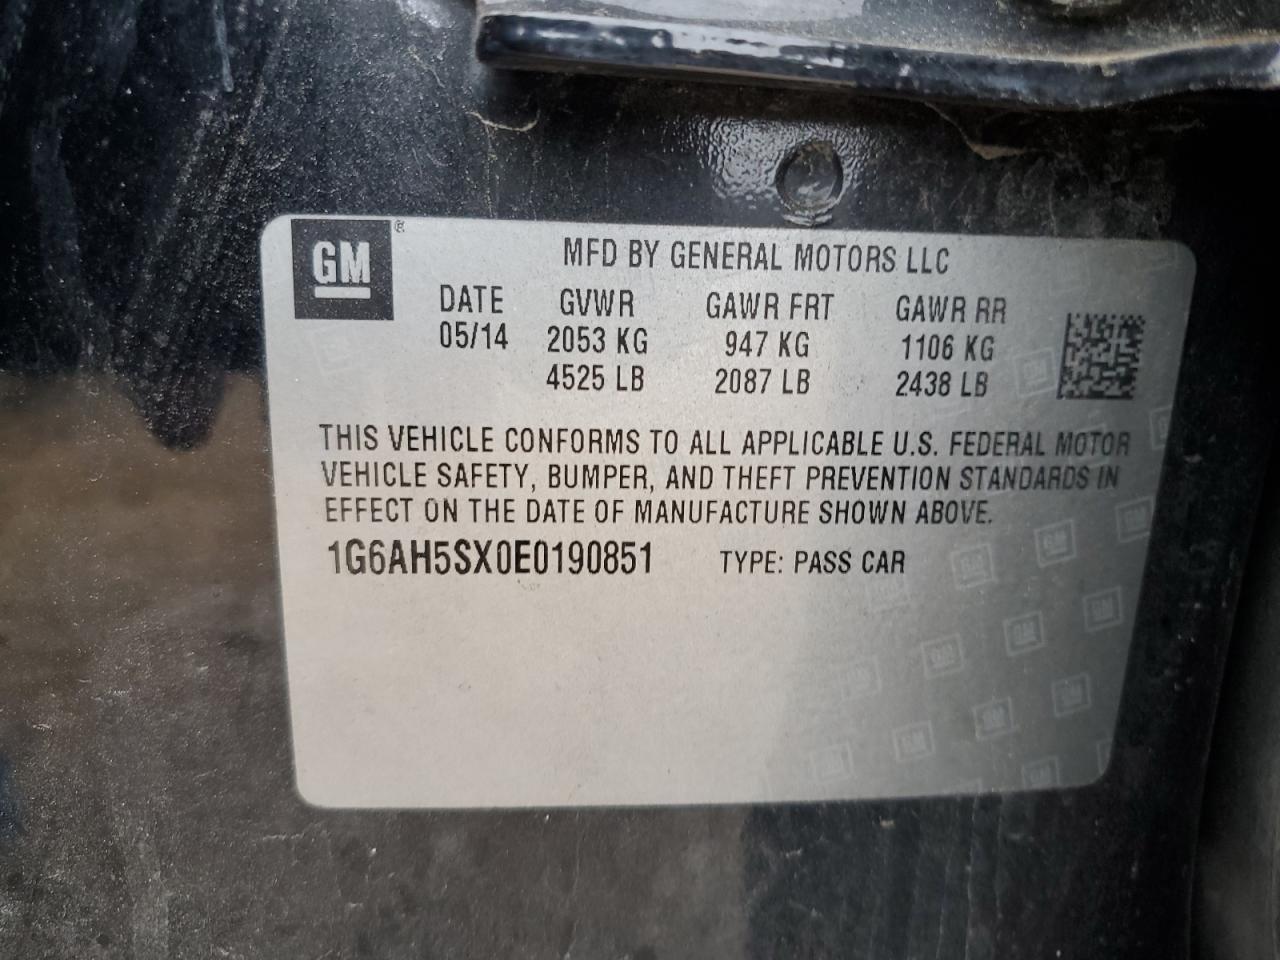 GM®
MFD BY GENERAL MOTORS LLC
DATE GVWR GAWR FRT GAWR RR
05/14 2053 KG 947 KG 1106 KG
4525 LB 2087 LB 2438 LB
THIS VEHICLE CONFORMS TO ALL APPLICABLE U.S. FEDERAL MOTOR
VEHICLE SAFETY, BUMPER, AND THEFT PREVENTION STANDARDS IN
EFFECT ON THE DATE OF MANUFACTURE SHOWN ABOVE.
1G6AH5SX0E0190851 TYPE: PASS CAR